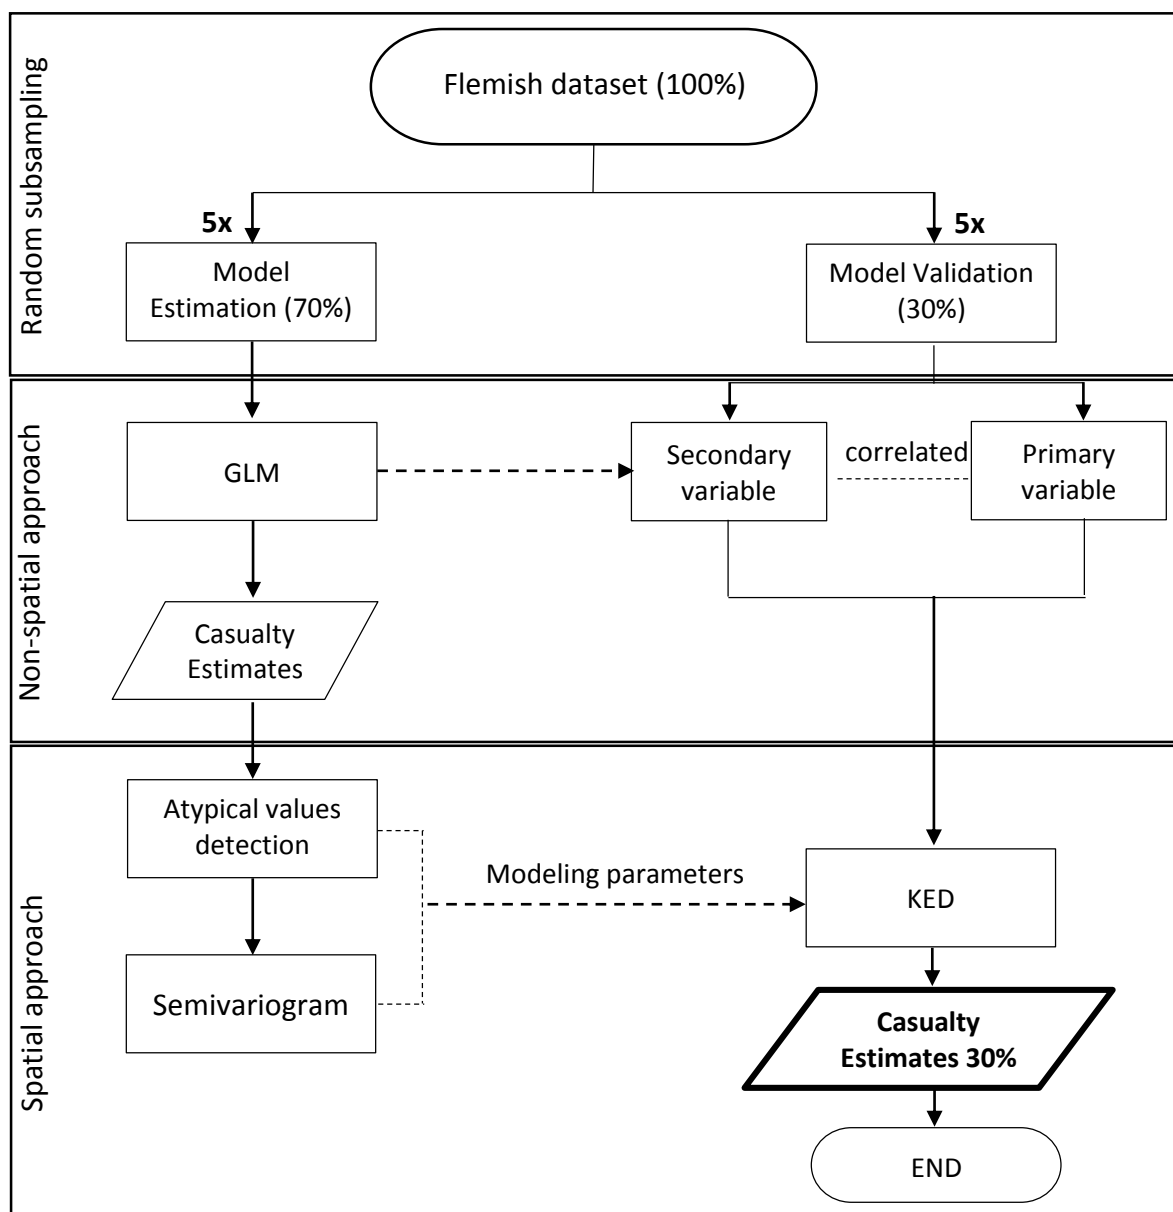 Random subsampling
Flemish dataset (100%)
5x
5x
Model
Estimation (70%)
Model Validation
(30%)
Non-spatial approach
GLM
Secondary
variable
correlated
Primary
variable
Casualty
Estimates
Spatial approach
Atypical values
detection
Modeling parameters
KED
Semivariogram
Casualty
Estimates 30%
END